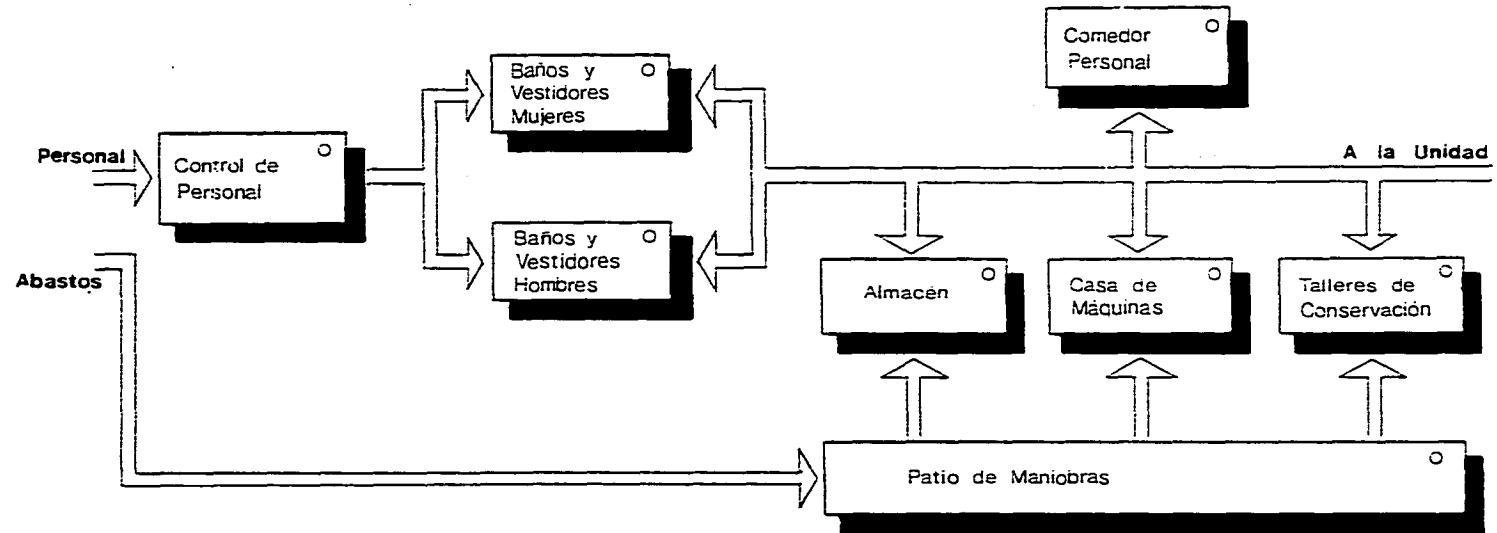 Comedor
Personal
Baños y
Vestidores
Mujeres
Personal
Control de
Personal
A la Unidad
Baños y
Vestidores
Hombres
Abastos
Almacén
Casa de
Máquinas
Talleres de
Conservación
Patio de Maniobras